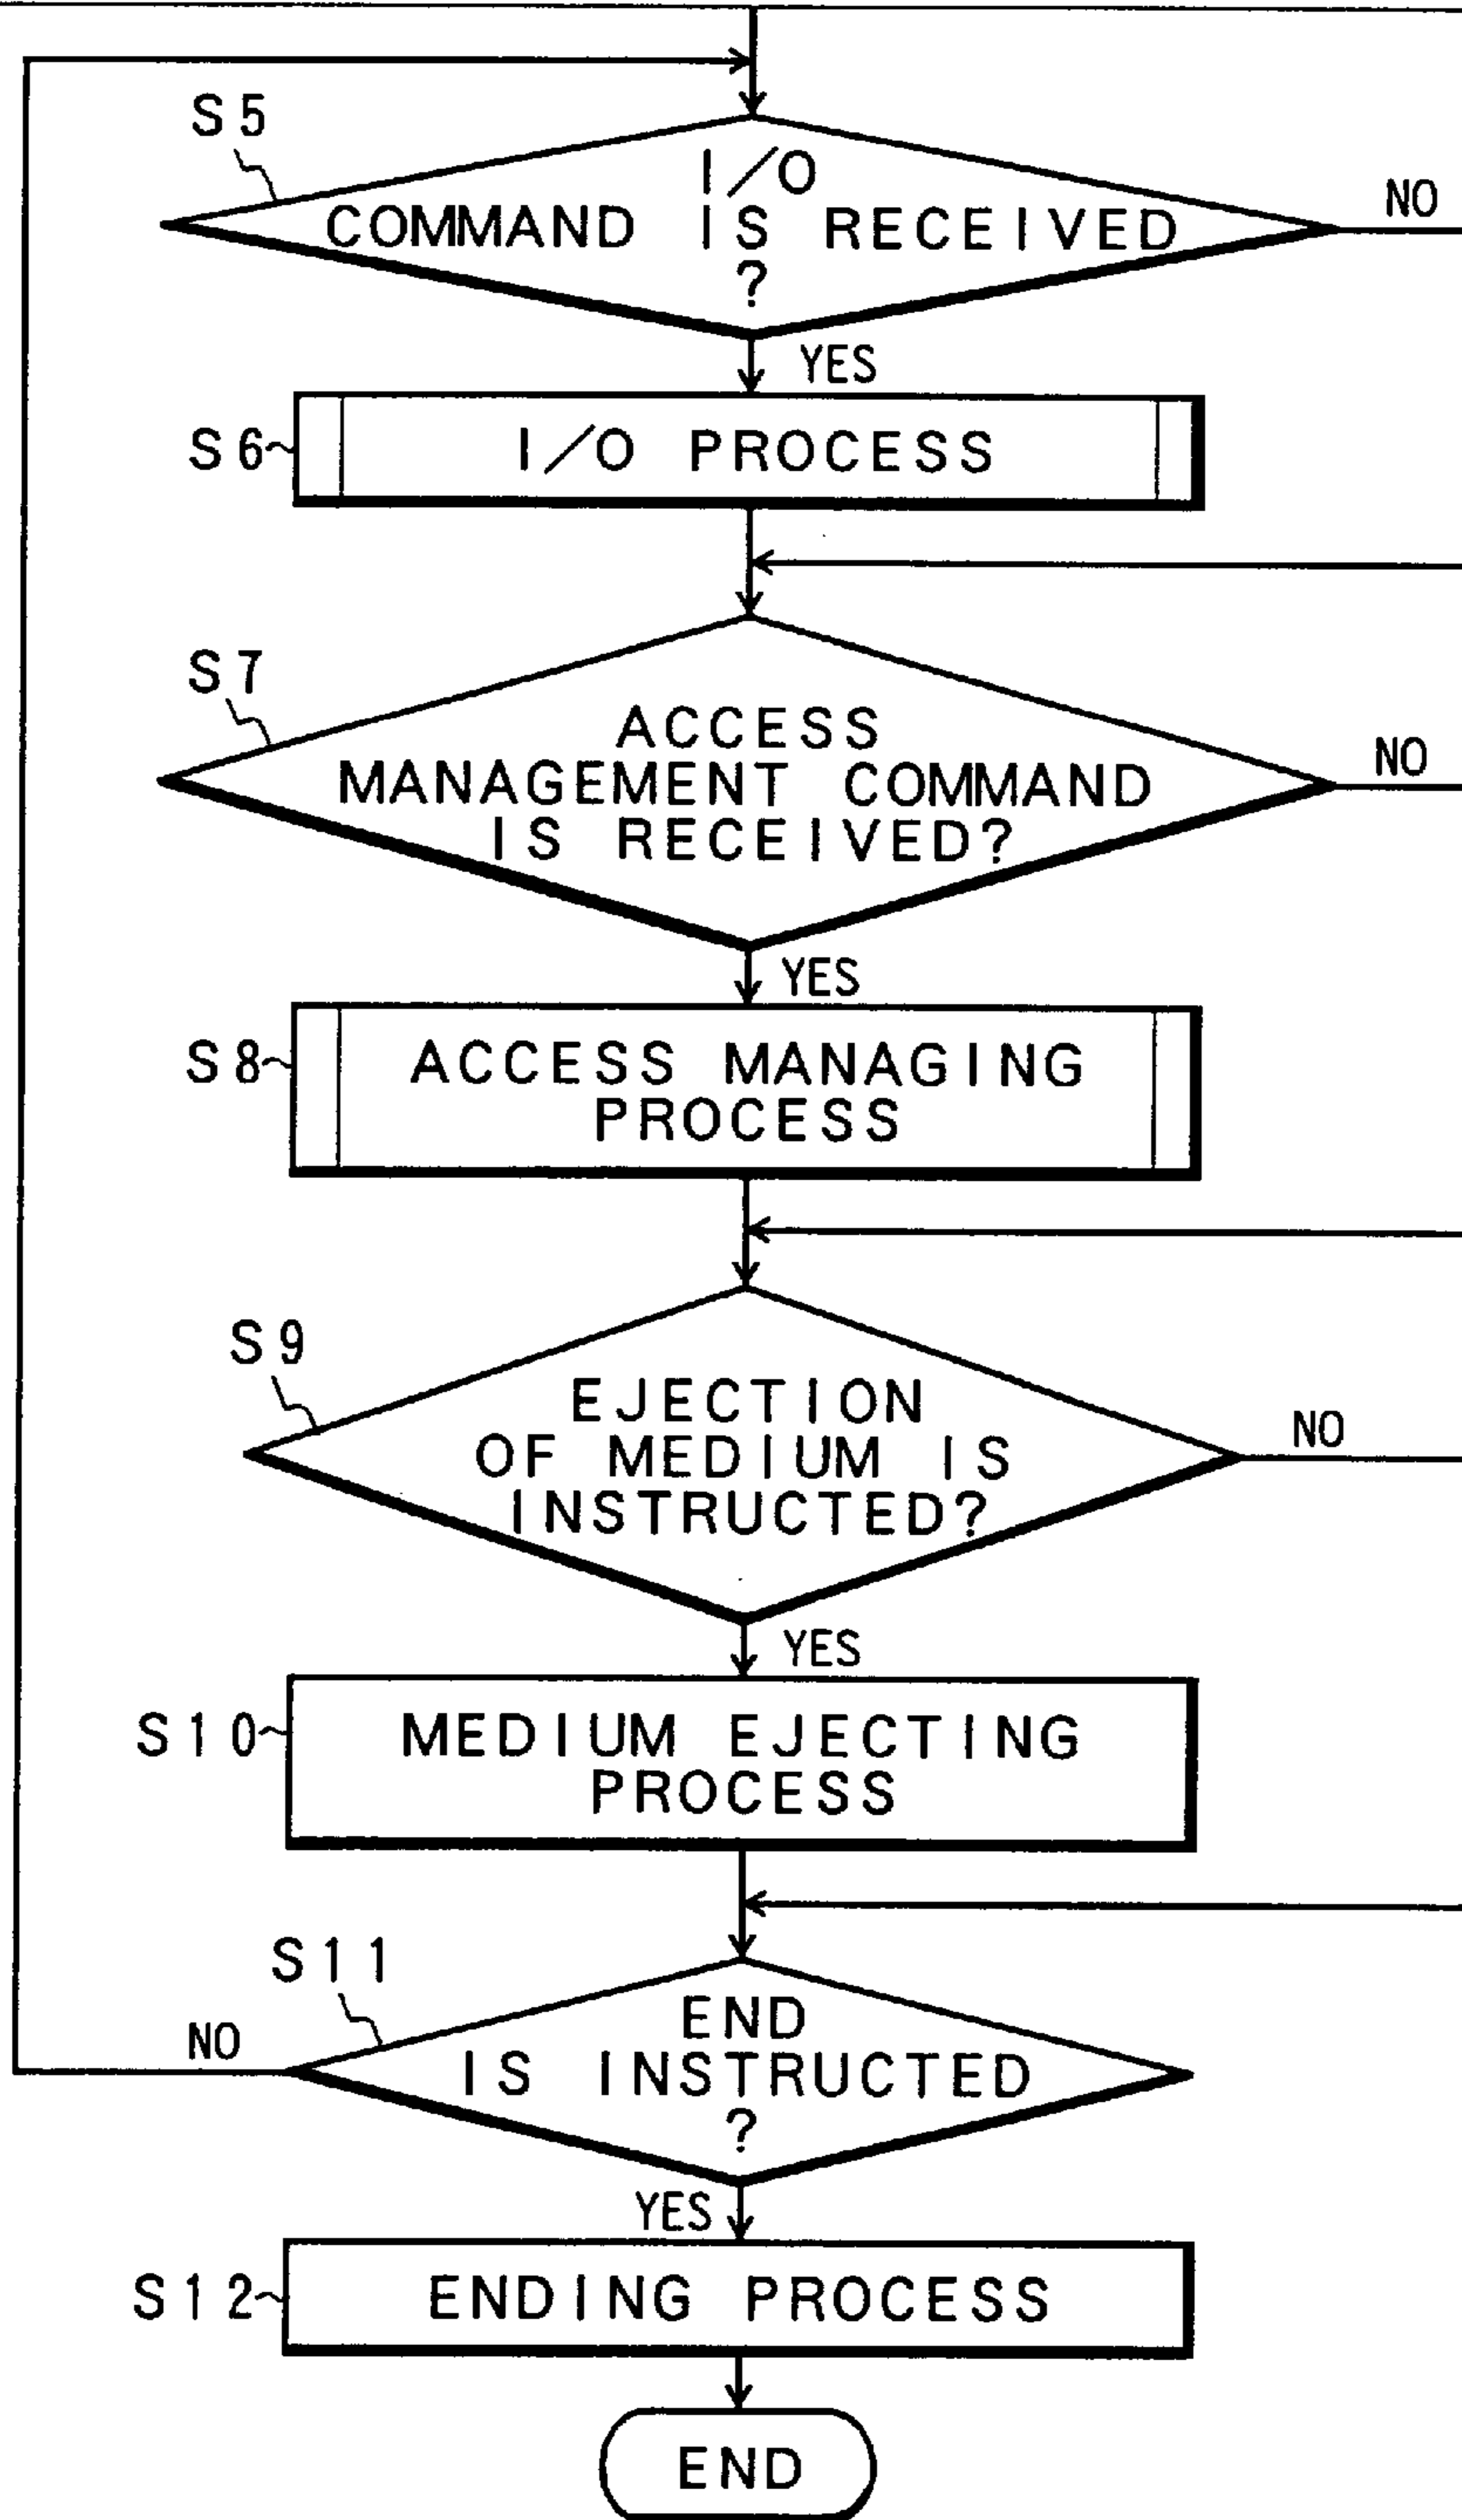 S5
I/O
COMMAND IS RECEIVED
?
NO
YES
S6
I/O PROCESS
S7
ACCESS
MANAGEMENT COMMAND
IS RECEIVED?
NO
YES
S8
ACCESS MANAGING
PROCESS
S9
EJECTION
OF MEDIUM IS
INSTRUCTED?
NO
YES
S10
MEDIUM EJECTING
PROCESS
S11
END
IS INSTRUCTED
?
NO
YES
S12
ENDING PROCESS
END